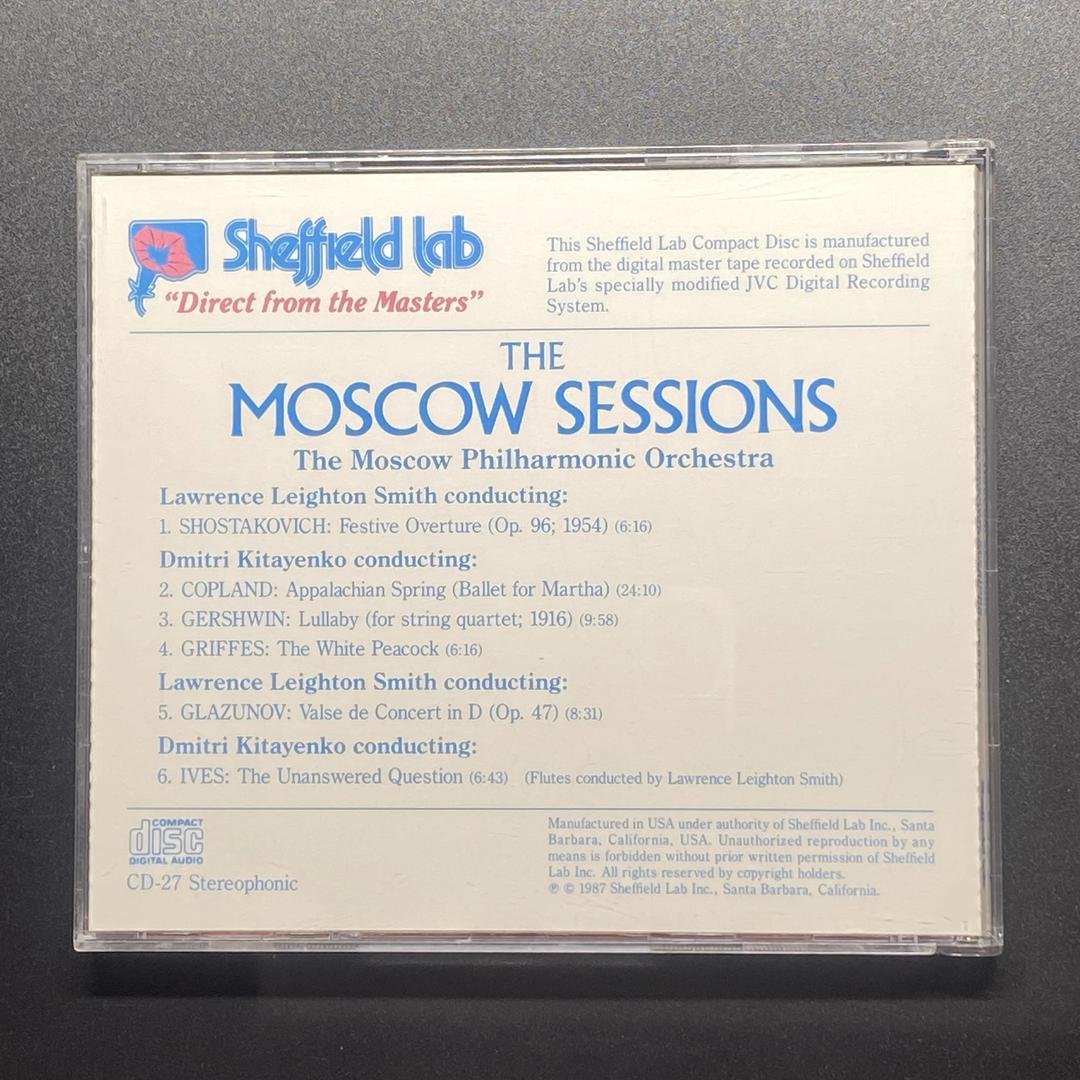 Sheffield Lab
“Direct from the Masters”
This Sheffield Lab Compact Disc is manufactured
from the digital master tape recorded on Sheffield
Lab's specially modified JVC Digital Recording
System.
THE
MOSCOW SESSIONS
The Moscow Philharmonic Orchestra
Lawrence Leighton Smith conducting:
1. SHOSTAKOVICH: Festive Overture (Op. 96; 1954) (6:16)
Dmitri Kitayenko conducting:
2. COPLAND: Appalachian Spring (Ballet for Martha) (24:10)
3. GERSHWIN: Lullaby (for string quartet; 1916) (9:58)
4. GRIFFES: The White Peacock (6:16)
Lawrence Leighton Smith conducting:
5. GLAZUNOV: Valse de Concert in D (Op. 47) (8:31)
Dmitri Kitayenko conducting:
6. IVES: The Unanswered Question (6:43) (Flutes conducted by Lawrence Leighton Smith)
COMPACT
disc
DIGITAL AUDIO
CD-27 Stereophonic
Manufactured in USA under authority of Sheffield Lab Inc., Santa
Barbara, California, USA. Unauthorized reproduction by any
means is forbidden without prior written permission of Sheffield
Lab Inc. All rights reserved by copyright holders.
℗ © 1987 Sheffield Lab Inc., Santa Barbara, California.